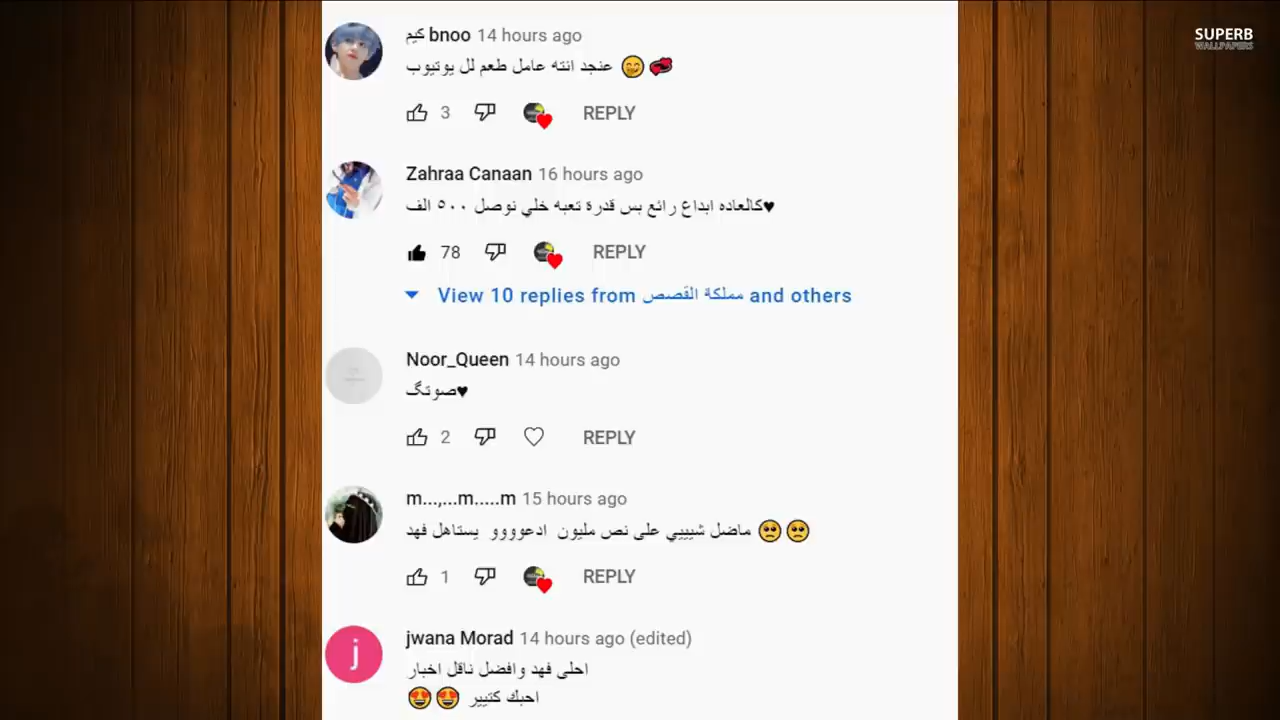 SUPERB
WALLPAPERS
كيم bnoo 14 hours ago
عنجد انته عامل طعم لل يوتيوب 🤭💞
3 REPLY
Zahraa Canaan 16 hours ago
كالعاده ابداع رائع بس قدرة تعبه خلي نوصل ٥٠٠ الف♥
78 REPLY
View 10 replies from مملكة القصص and others
Noor_Queen 14 hours ago
صوتگ♥
2 REPLY
m...,...m.....m 15 hours ago
ماضل شيييي على نص مليون ادعوووو يستاهل فهد 🥺🥺
1 REPLY
j
jwana Morad 14 hours ago (edited)
احلى فهد وافضل ناقل اخبار
احبك كتيير 😍😍